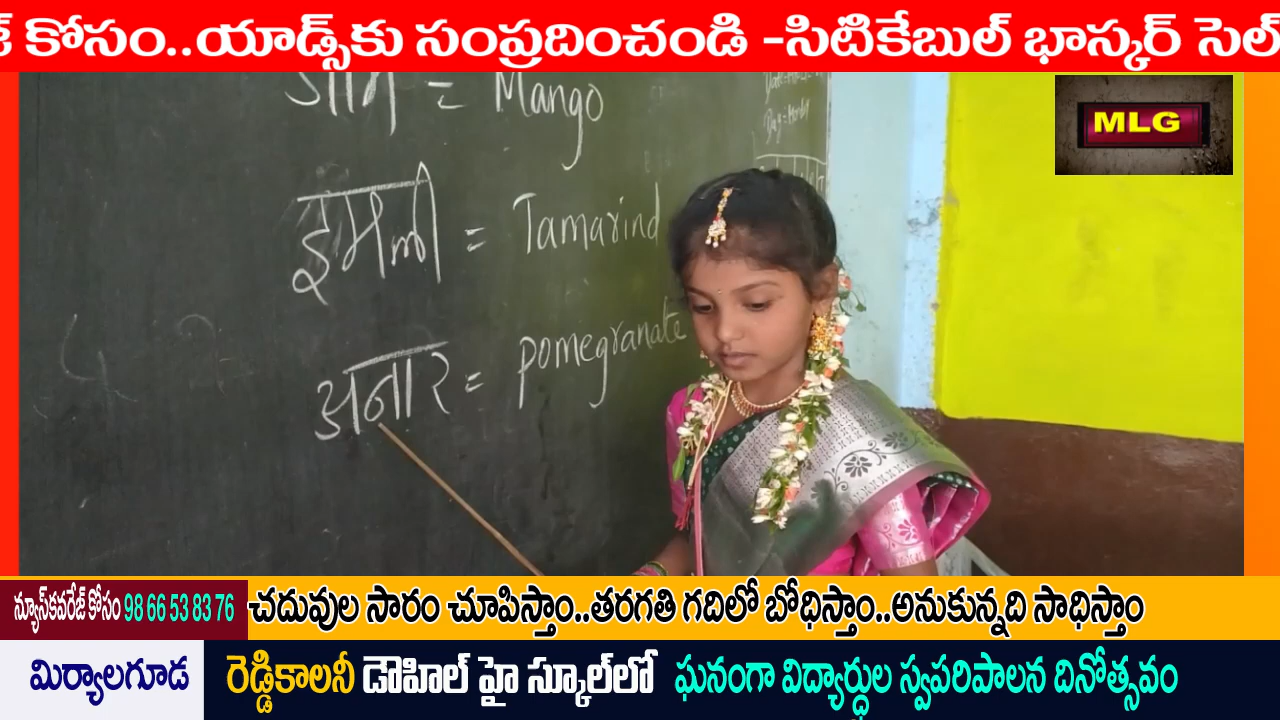 కోసం..యాడ్స్‌కు సంప్రదించండి -సిటికేబుల్ భాస్కర్ సెల్
MLG
आम = Mango
इमली = Tamarind
अनार = pomegranate
న్యూస్‌కవరేజ్ కోసం 98 66 53 83 76
చదువుల సారం చూపిస్తాం..తరగతి గదిలో బోధిస్తాం..అనుకున్నది సాధిస్తాం
మిర్యాలగూడ
రెడ్డికాలనీ డౌహిల్ హై స్కూల్‌లో ఘనంగా విద్యార్థుల స్వపరిపాలన దినోత్సవం